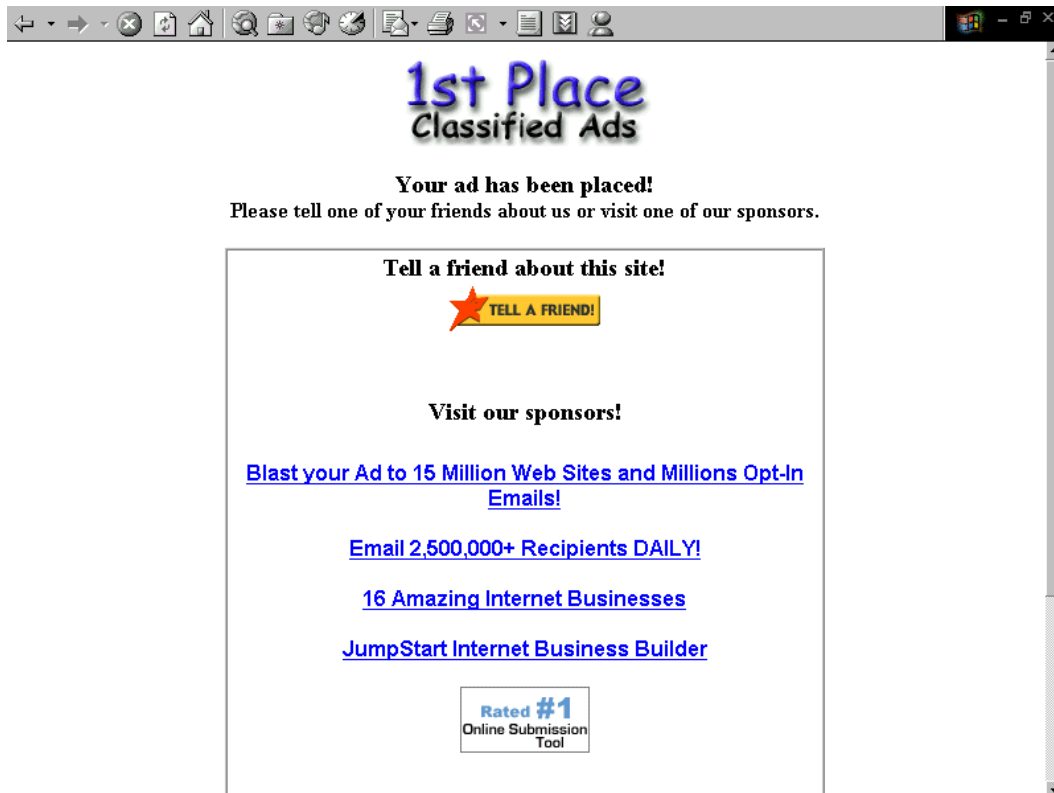 1st Place
Classified Ads
Your ad has been placed!
Please tell one of your friends about us or visit one of our sponsors.
Tell a friend about this site!
TELL A FRIEND!
Visit our sponsors!
Blast your Ad to 15 Million Web Sites and Millions Opt-In
Emails!
Email 2,500,000+ Recipients DAILY!
16 Amazing Internet Businesses
JumpStart Internet Business Builder
Rated #1
Online Submission
Tool